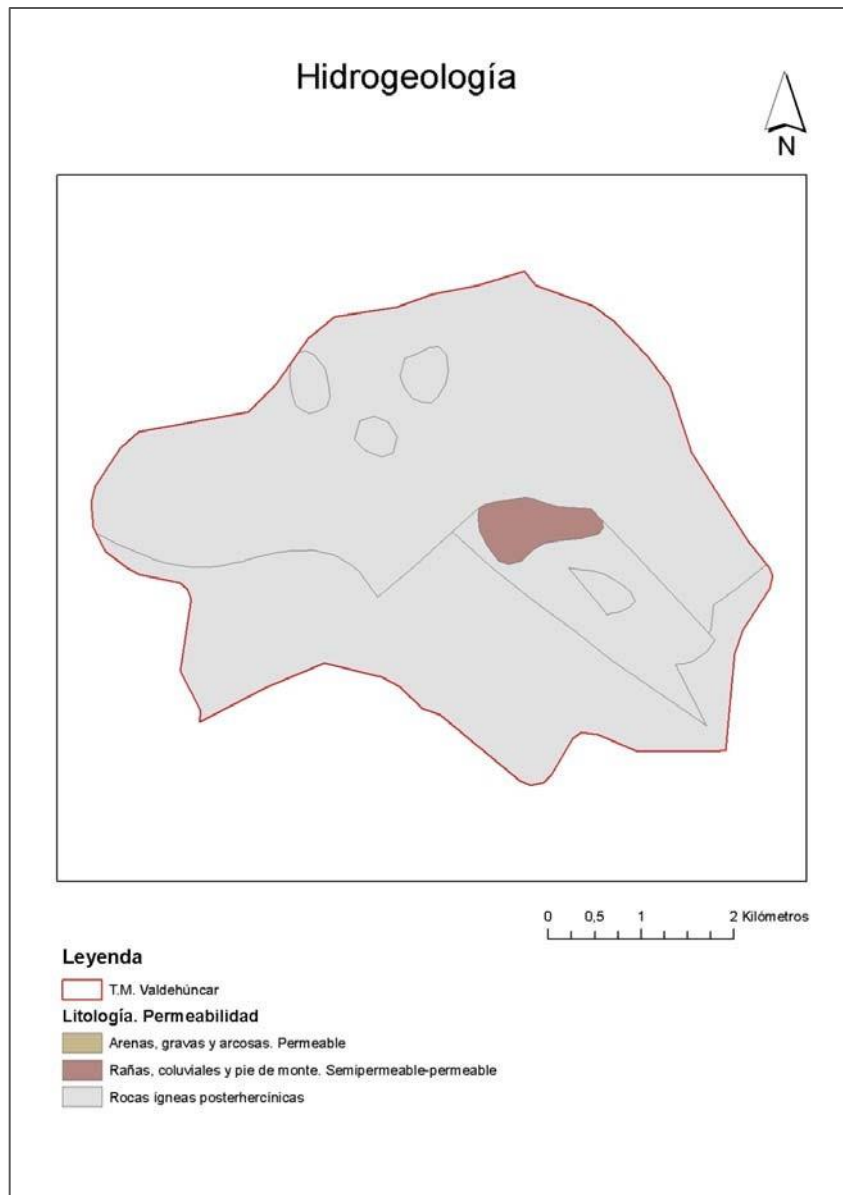 Hidrogeología
N
0 0,5 1 2 Kilómetros
Leyenda
T.M. Valdehúncar
Litología. Permeabilidad
Arenas, gravas y arcosas. Permeable
Rañas, coluviales y pie de monte. Semipermeable-permeable
Rocas ígneas posterhercínicas